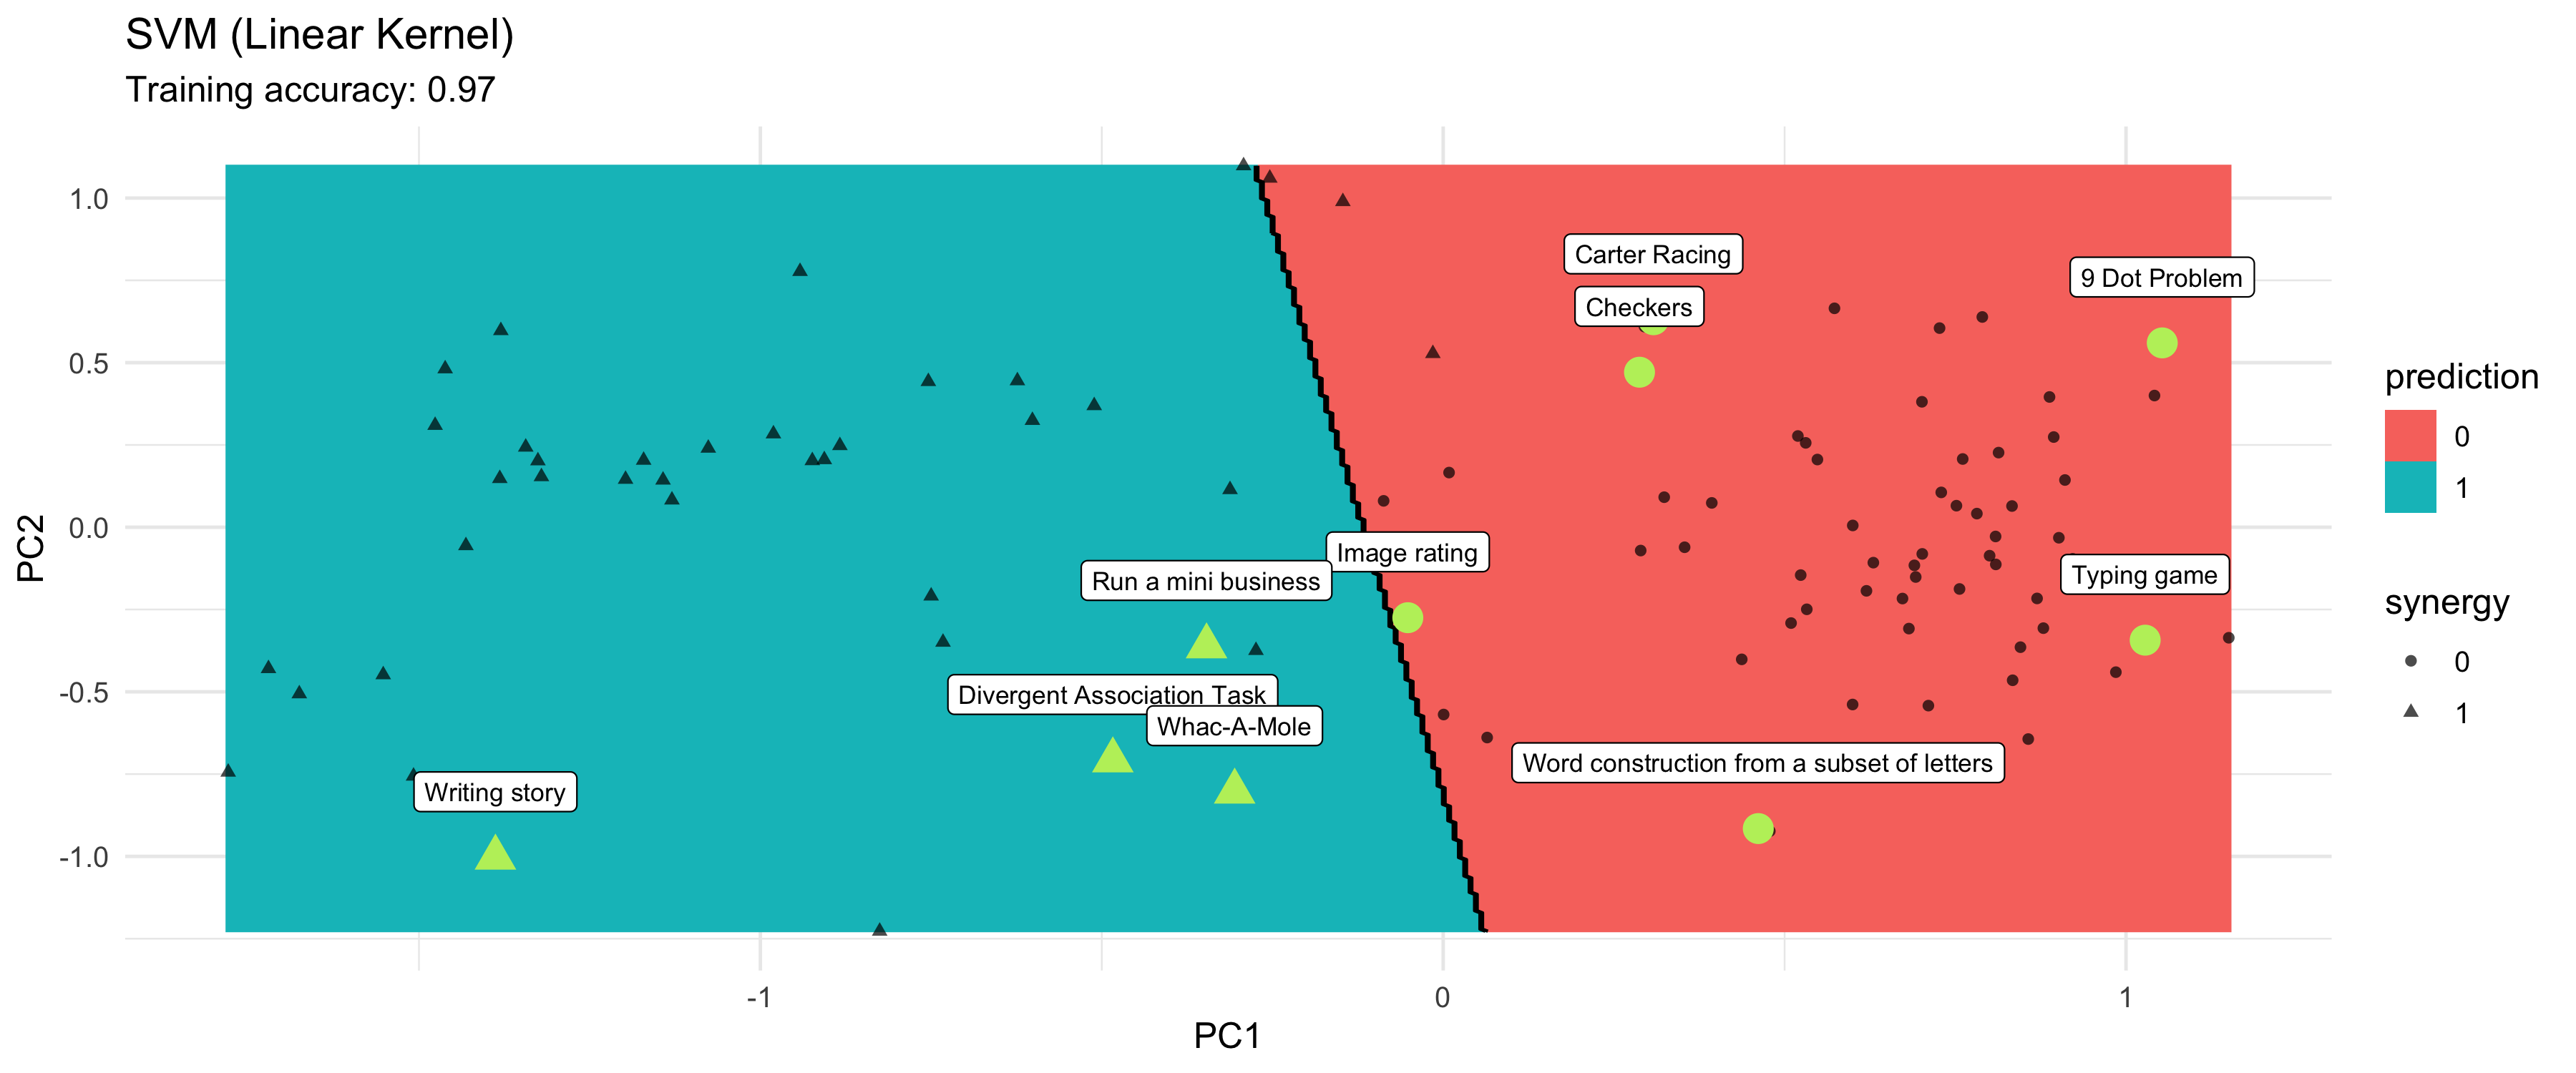 SVM (Linear Kernel)
Training accuracy: 0.97
PC2
1.0
0.5
0.0
-0.5
-1.0
Carter Racing
9 Dot Problem
Checkers
Image rating
Run a mini business
Typing game
Divergent Association Task
Whac-A-Mole
Word construction from a subset of letters
Writing story
-1
0
1
PC1
prediction
0
1
synergy
0
1